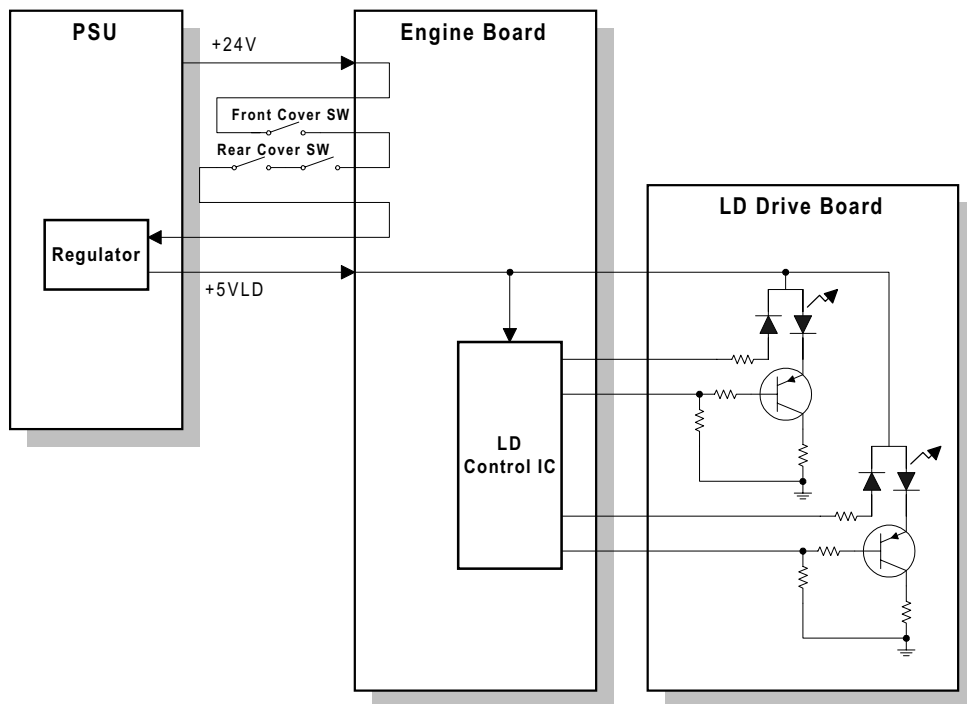 PSU
Engine Board
+24V
Front Cover SW
Rear Cover SW
LD Drive Board
Regulator
+5VLD
LD
Control IC